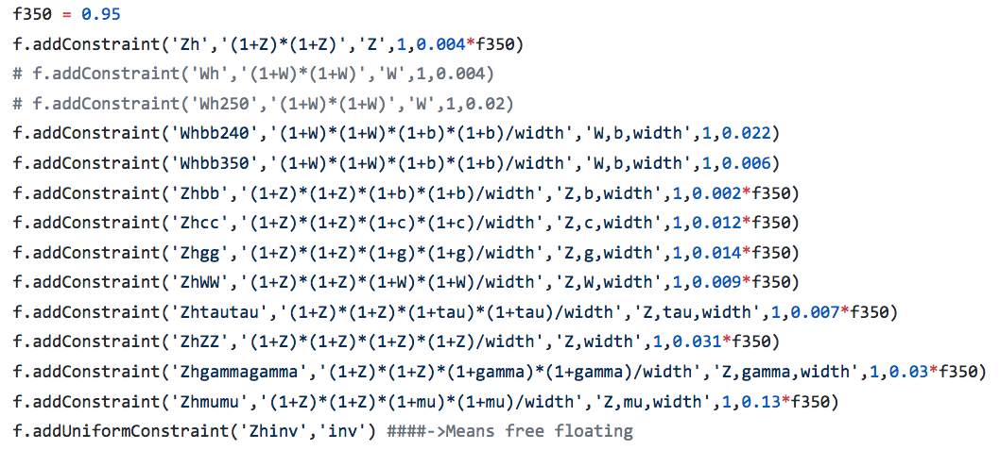 f350 = 0.95
f.addConstraint('Zh','(1+Z)*(1+Z)','Z',1,0.004*f350)
# f.addConstraint('Wh','(1+W)*(1+W)','W',1,0.004)
# f.addConstraint('Wh250','(1+W)*(1+W)','W',1,0.02)
f.addConstraint('Whbb240','(1+W)*(1+W)*(1+b)*(1+b)/width','W,b,width',1,0.022)
f.addConstraint('Whbb350','(1+W)*(1+W)*(1+b)*(1+b)/width','W,b,width',1,0.006)
f.addConstraint('Zhbb','(1+Z)*(1+Z)*(1+b)*(1+b)/width','Z,b,width',1,0.002*f350)
f.addConstraint('Zhcc','(1+Z)*(1+Z)*(1+c)*(1+c)/width','Z,c,width',1,0.012*f350)
f.addConstraint('Zhgg','(1+Z)*(1+Z)*(1+g)*(1+g)/width','Z,g,width',1,0.014*f350)
f.addConstraint('ZhWW','(1+Z)*(1+Z)*(1+W)*(1+W)/width','Z,W,width',1,0.009*f350)
f.addConstraint('Zhtautau','(1+Z)*(1+Z)*(1+tau)*(1+tau)/width','Z,tau,width',1,0.007*f350)
f.addConstraint('ZhZZ','(1+Z)*(1+Z)*(1+Z)*(1+Z)/width','Z,width',1,0.031*f350)
f.addConstraint('Zhgammagamma','(1+Z)*(1+Z)*(1+gamma)*(1+gamma)/width','Z,gamma,width',1,0.03*f350)
f.addConstraint('Zhmumu','(1+Z)*(1+Z)*(1+mu)*(1+mu)/width','Z,mu,width',1,0.13*f350)
f.addUniformConstraint('Zhinv','inv') ####->Means free floating